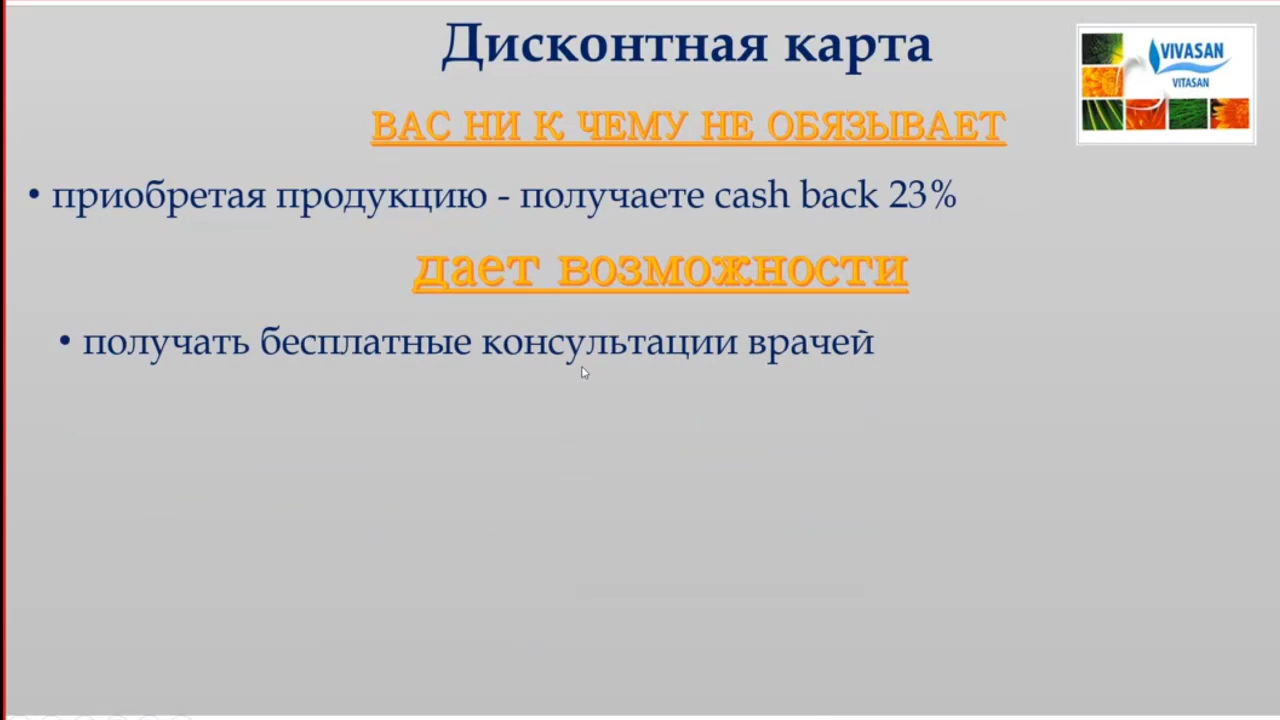 Дисконтная карта
VIVASAN
VITASAN
ВАС НИ К ЧЕМУ НЕ ОБЯЗЫВАЕТ
• приобретая продукцию - получаете cash back 23%
дает возможности
• получать бесплатные консультации врачей